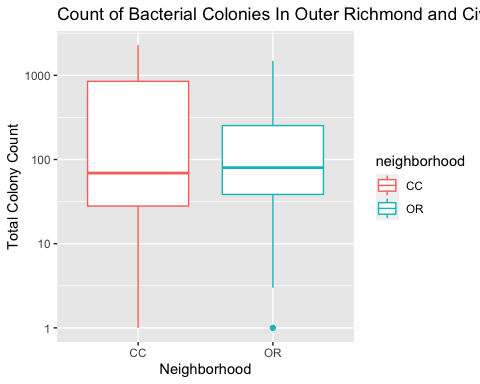 Count of Bacterial Colonies In Outer Richmond and Ci
Total Colony Count
1000
100
10
1
CC
OR
Neighborhood
neighborhood
CC
OR